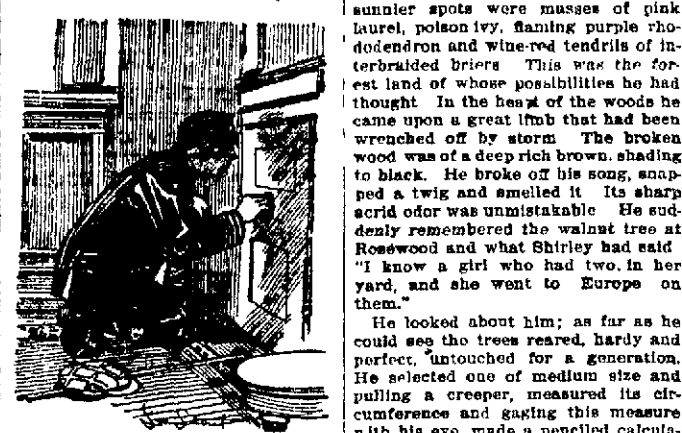 sunnier spots were masses of pink
laurel, poison ivy, flaming purple rho-
dodendron and wine-red tendrils of in-
terbraided briers This was the for-
est land of whose possibilities he had
thought In the heart of the woods he
came upon a great limb that had been
wrenched off by storm The broken
wood was of a deep rich brown, shading
to black. He broke off his song, snap-
ped a twig and smelled it Its sharp
acrid odor was unmistakable He sud-
denly remembered the walnut tree at
Rosewood and what Shirley had said
"I know a girl who had two, in her
yard, and she went to Europe on
them."
He looked about him; as far as he
could see the trees reared, hardy and
perfect, untouched for a generation.
He selected one of medium size and
pulling a creeper, measured its cir-
cumference and gaging this measure
with his eye, made a penciled calcula-